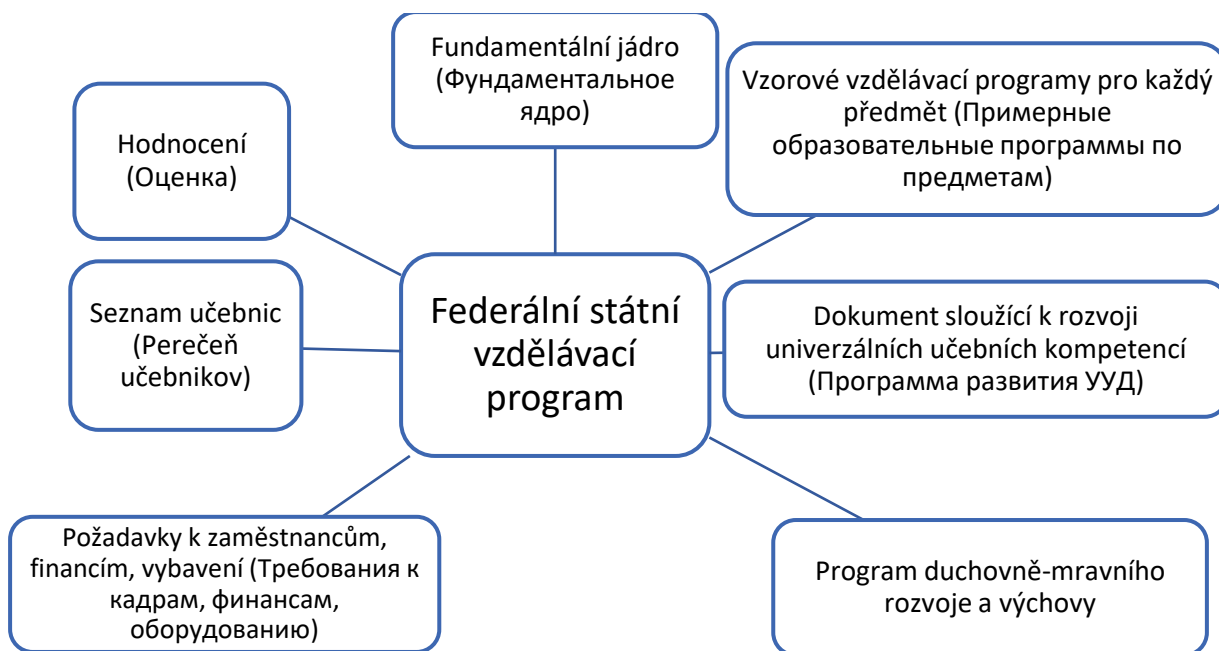 Fundamentální jádro
(Фундаментальное
ядро)
Vzorové vzdělávací programy pro každý
předmět (Примерные
образовательные программы по
предметам)
Hodnocení
(Оценка)
Seznam učebnic
(Perečeň
učebnikov)
Federální státní
vzdělávací
program
Dokument sloužící k rozvoji
univerzálních učebních kompetencí
(Программа развития УУД)
Požadavky k zaměstnancům,
financím, vybavení (Требования к
кадрам, финансам,
оборудованию)
Program duchovně-mravního
rozvoje a výchovy